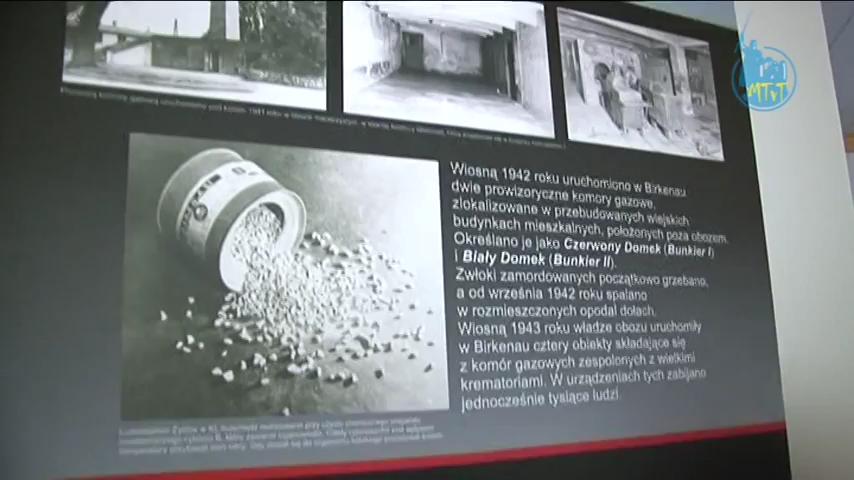 MTvT
Wiosną 1942 roku uruchomiono w Birkenau
dwie prowizoryczne komory gazowe,
zlokalizowane w przebudowanych wiejskich
budynkach mieszkalnych, położonych poza obozem.
Określano je jako Czerwony Domek (Bunkier I)
i Biały Domek (Bunkier II).
Zwłoki zamordowanych początkowo grzebano,
a od września 1942 roku spalano
w rozmieszczonych obok dołach.
Wiosną 1943 roku władze obozu uruchomiły
w Birkenau cztery obiekty składające się
z komór gazowych zespolonych z wielkimi
krematoriami. W urządzeniach tych zabijano
jednocześnie tysiące ludzi.